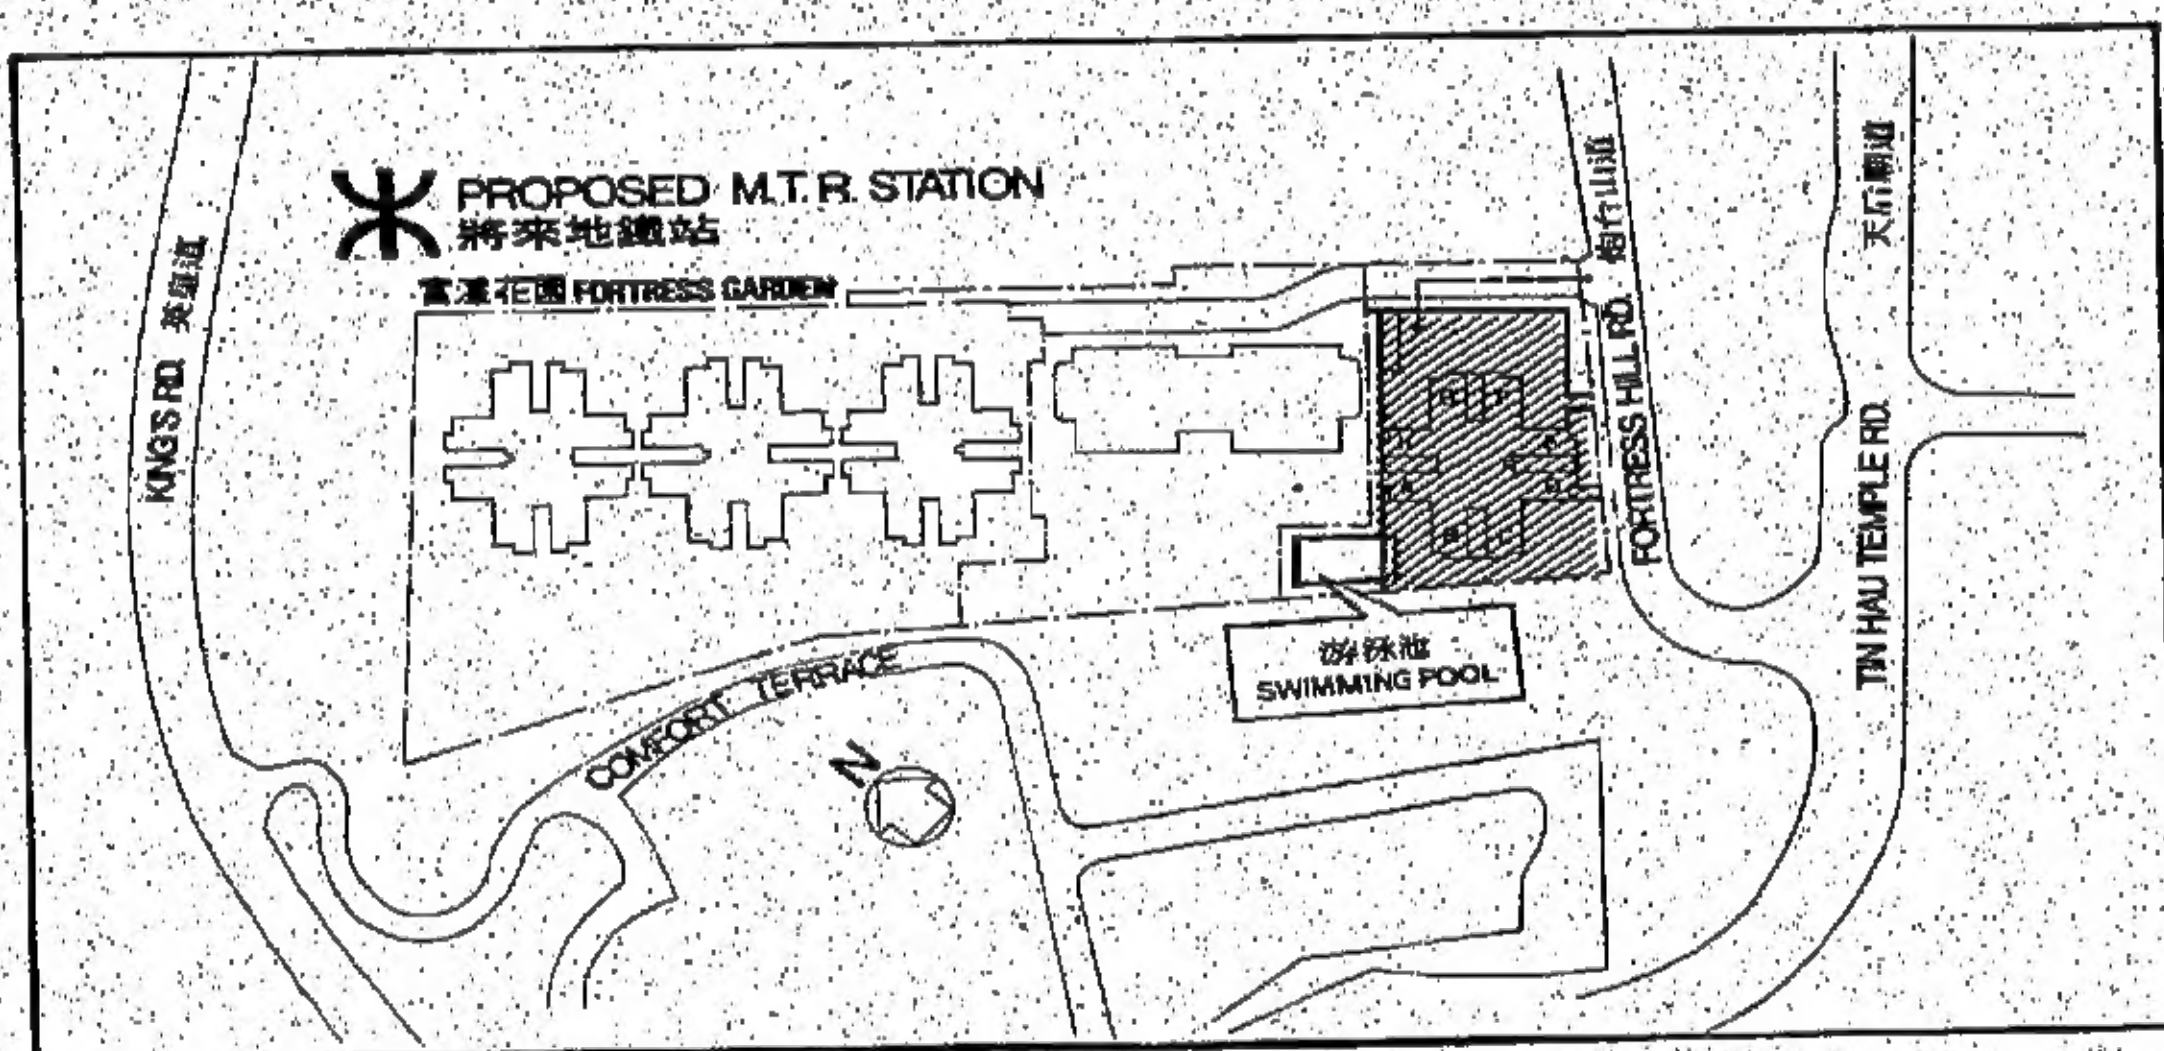 PROPOSED M.T.R. STATION
將來地鐵站
富澤花園 FORTRESS GARDEN
KING'S RD. 英皇道
炮台山道
FORTRESS HILL RD.
天后廟道
TIN HAU TEMPLE RD.
游泳池
SWIMMING POOL
COMFORT TERRACE
N